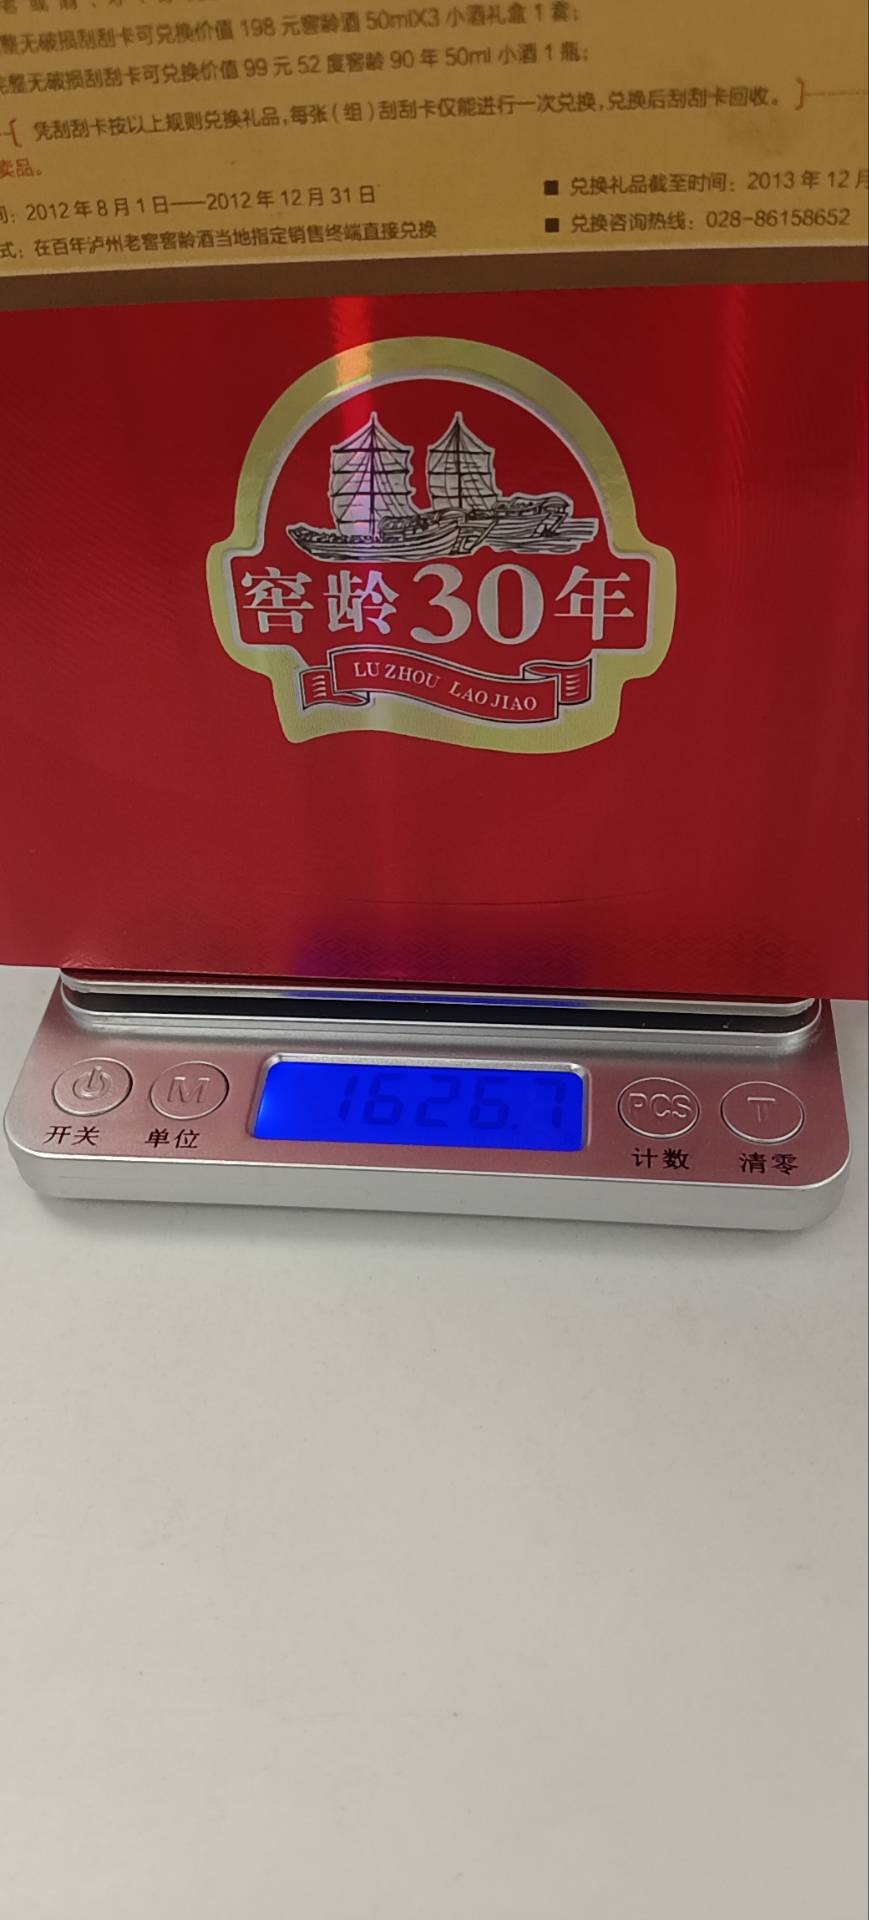 整无破损刮刮卡可兑换价值 198 元窖龄酒 50mlX3 小酒礼盒 1 套；
完整无破损刮刮卡可兑换价值 99 元 52 度窖龄 90 年 50ml 小酒 1 瓶；
凭刮刮卡按以上规则兑换礼品，每张（组）刮刮卡仅能进行一次兑换，兑换后刮刮卡回收。
卖品。
间：2012 年 8 月 1 日——2012 年 12 月 31 日
■ 兑换礼品截至时间：2013 年 12 月
式：在百年泸州老窖窖龄酒当地指定销售终端直接兑换
■ 兑换咨询热线：028-86158652
窖龄30年
LU ZHOU LAO JIAO
1626.7
M
PCS
T
开关
单位
计数
清零